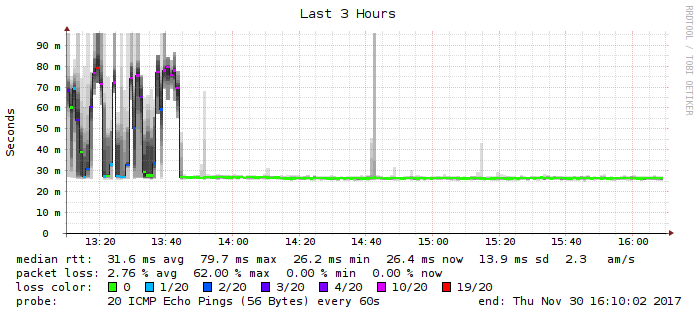 Last 3 Hours
RRDTOOL / TOBI OETIKER
Seconds
90 m
80 m
70 m
60 m
50 m
40 m
30 m
20 m
10 m
0
13:20 13:40 14:00 14:20 14:40 15:00 15:20 15:40 16:00
median rtt: 31.6 ms avg 79.7 ms max 26.2 ms min 26.4 ms now 13.9 ms sd 2.3 am/s
packet loss: 2.76 % avg 62.00 % max 0.00 % min 0.00 % now
loss color: 0 1/20 2/20 3/20 4/20 10/20 19/20
probe: 20 ICMP Echo Pings (56 Bytes) every 60s end: Thu Nov 30 16:10:02 2017